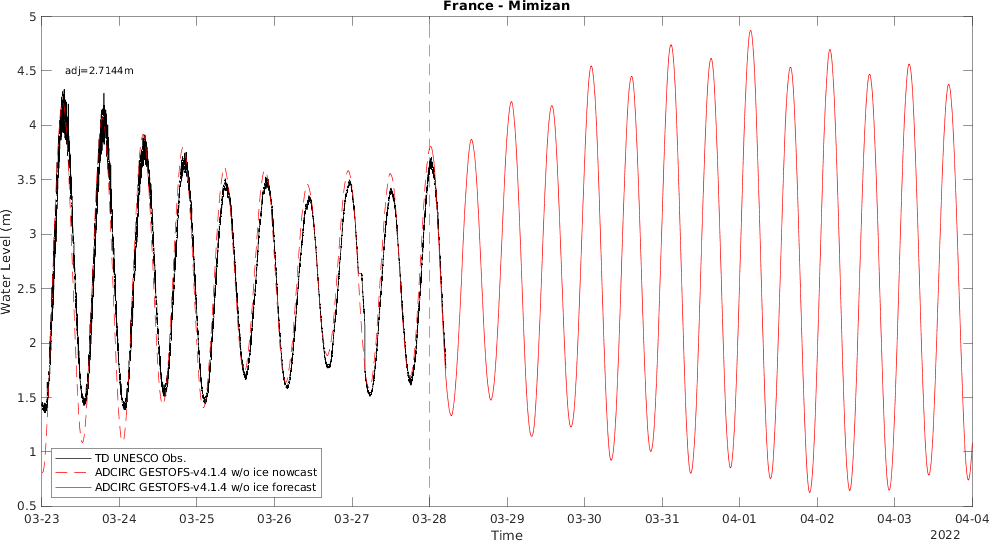 France - Mimizan
adj=2.7144m
5
4.5
4
3.5
3
2.5
2
1.5
1
0.5
Water Level (m)
TD UNESCO Obs.
ADCIRC GESTOFS-v4.1.4 w/o ice nowcast
ADCIRC GESTOFS-v4.1.4 w/o ice forecast
03-23 03-24 03-25 03-26 03-27 03-28 03-29 03-30 03-31 04-01 04-02 04-03 04-04
Time
2022